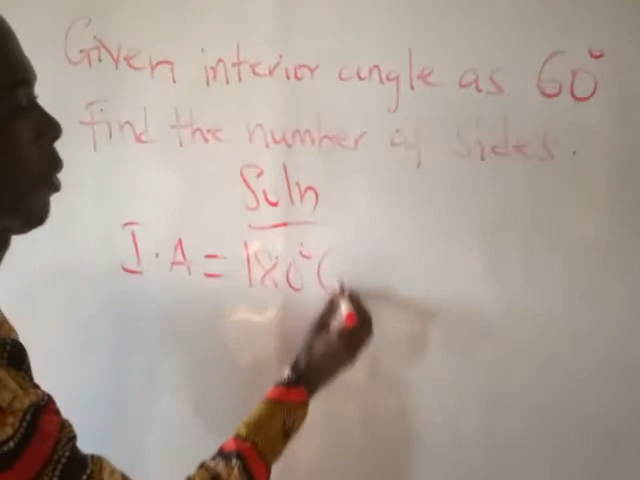 Given interior angle as 60°
find the number of sides.
Soln
I.A = 180°(